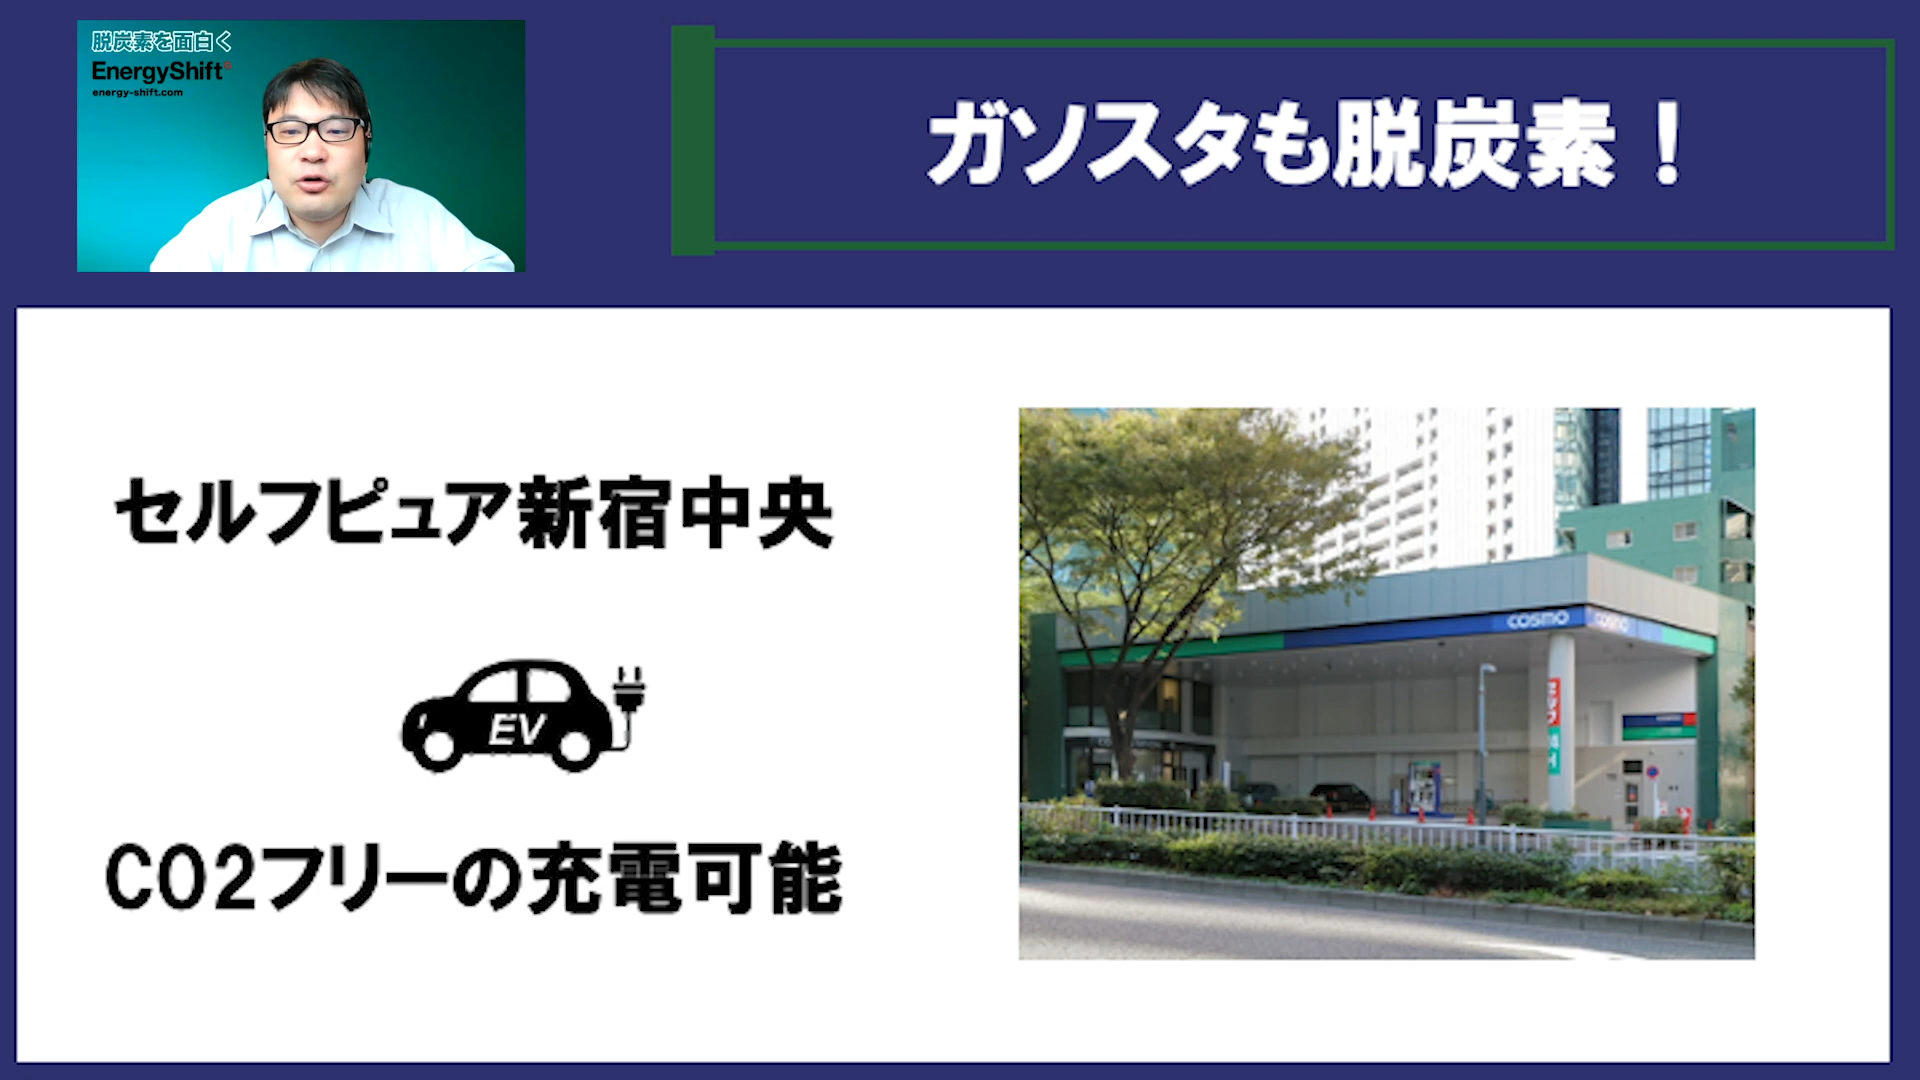 脱炭素を面白く
EnergyShift
energy-shift.com
ガソスタも脱炭素！
セルフピュア新宿中央
EV
CO2フリーの充電可能
COSMO
COSMO